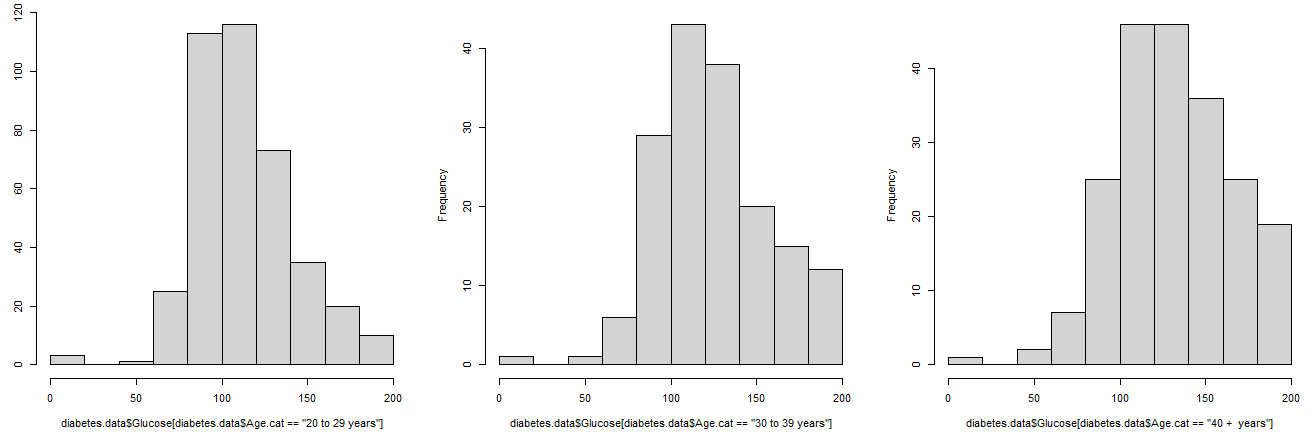 120
100
80
60
40
20
0
0 50 100 150 200
diabetes.data$Glucose[diabetes.data$Age.cat == "20 to 29 years"]
Frequency
40
30
20
10
0
0 50 100 150 200
diabetes.data$Glucose[diabetes.data$Age.cat == "30 to 39 years"]
Frequency
40
30
20
10
0
0 50 100 150 200
diabetes.data$Glucose[diabetes.data$Age.cat == "40 +  years"]